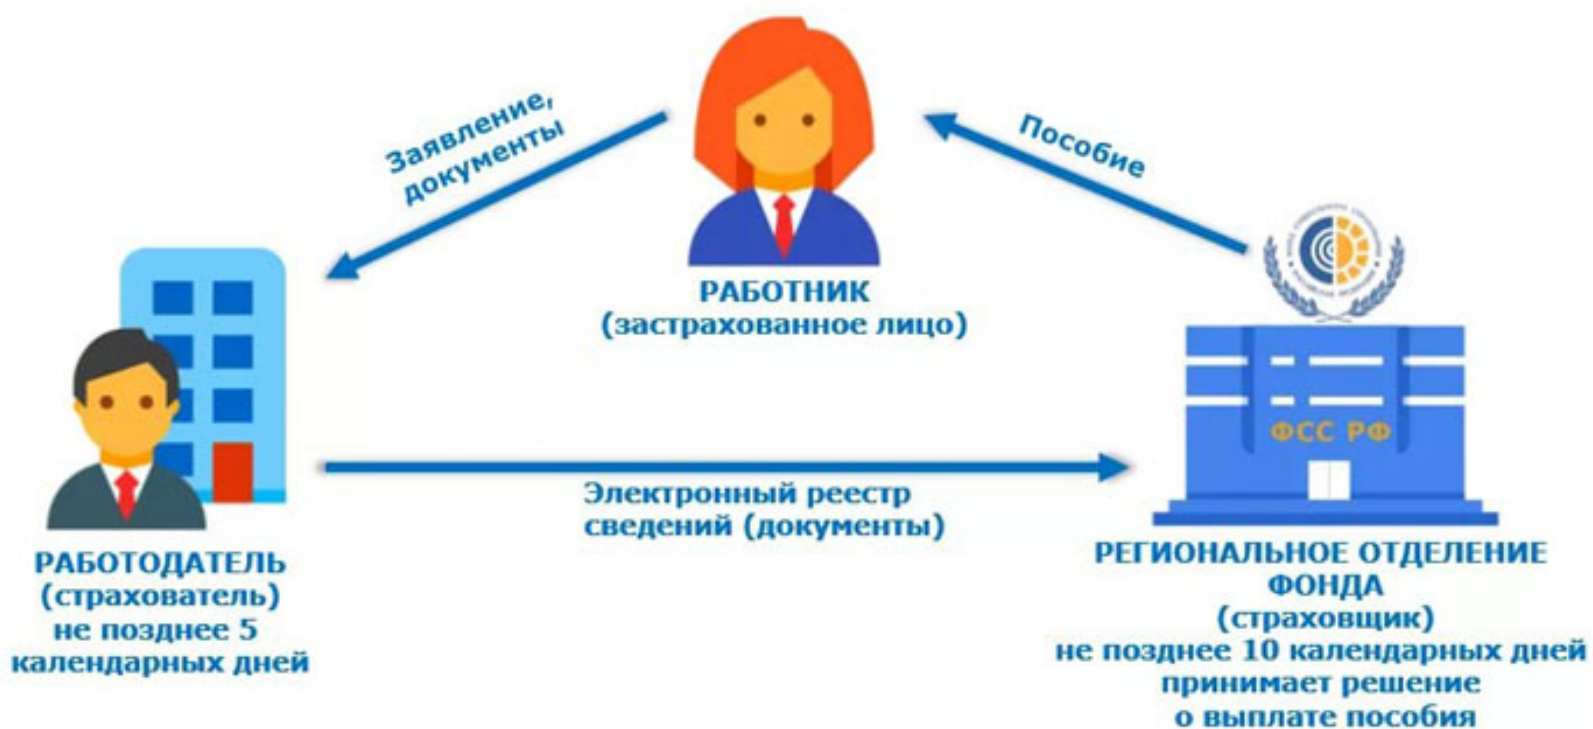 Заявление,
документы
Пособие
РАБОТНИК
(застрахованное лицо)
ФСС РФ
Электронный реестр
сведений (документы)
РАБОТОДАТЕЛЬ
(страхователь)
не позднее 5
календарных дней
РЕГИОНАЛЬНОЕ ОТДЕЛЕНИЕ
ФОНДА
(страховщик)
не позднее 10 календарных дней
принимает решение
о выплате пособия